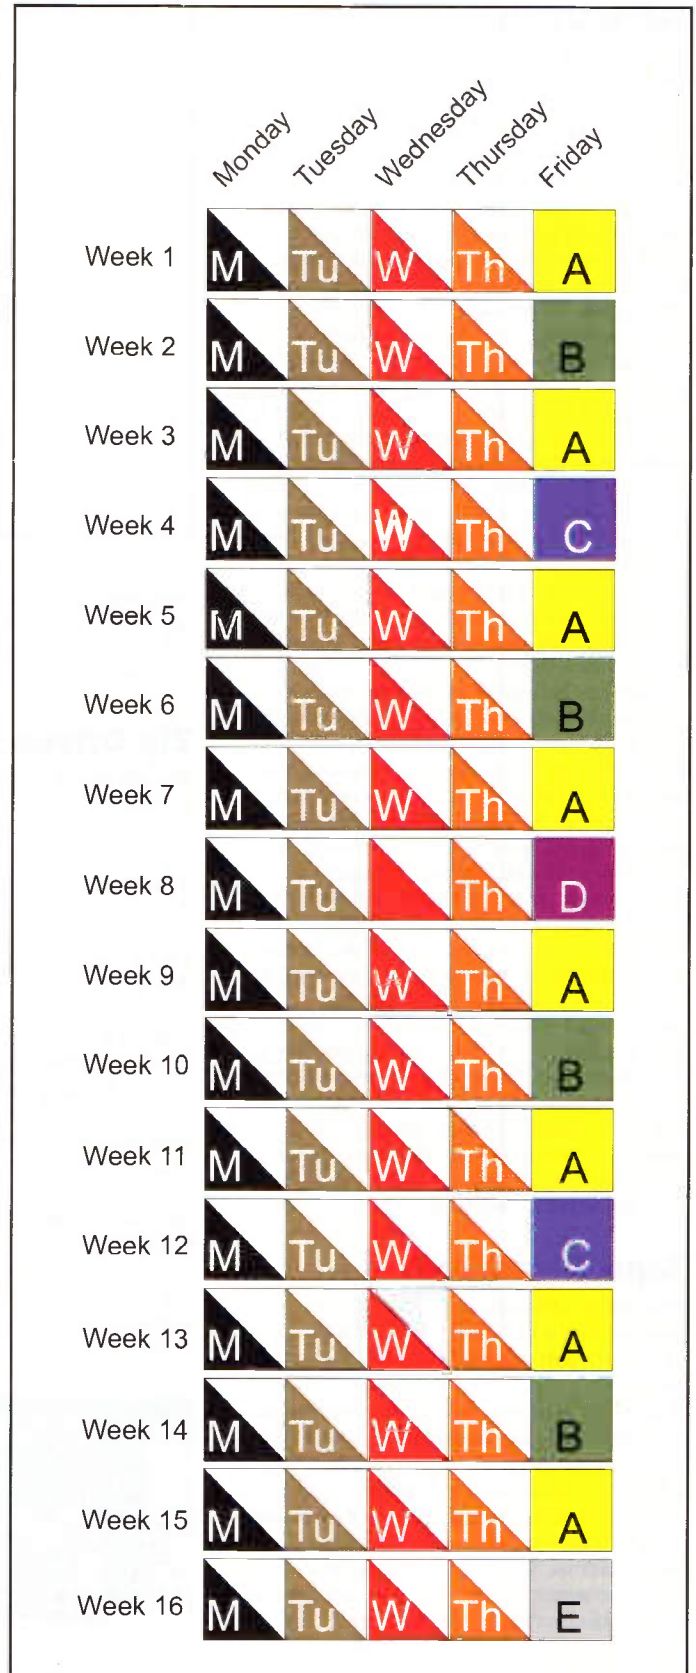 Monday Tuesday Wednesday Thursday Friday
Week 1 M Tu W Th A
Week 2 M Tu W Th B
Week 3 M Tu W Th A
Week 4 M Tu W Th C
Week 5 M Tu W Th A
Week 6 M Tu W Th B
Week 7 M Tu W Th A
Week 8 M Tu Th D
Week 9 M Tu W Th A
Week 10 M Tu W Th B
Week 11 M Tu W Th A
Week 12 M Tu W Th C
Week 13 M Tu W Th A
Week 14 M Tu W Th B
Week 15 M Tu W Th A
Week 16 M Tu W Th E